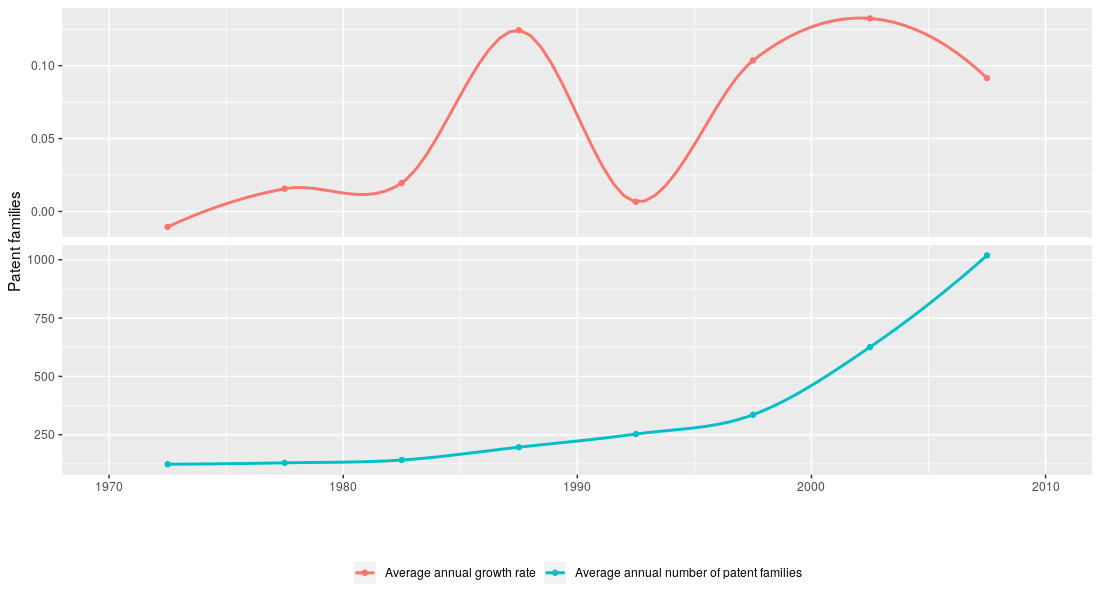 Patent families
0.10
0.05
0.00
1000
750
500
250
1970 1980 1990 2000 2010
Average annual growth rate Average annual number of patent families